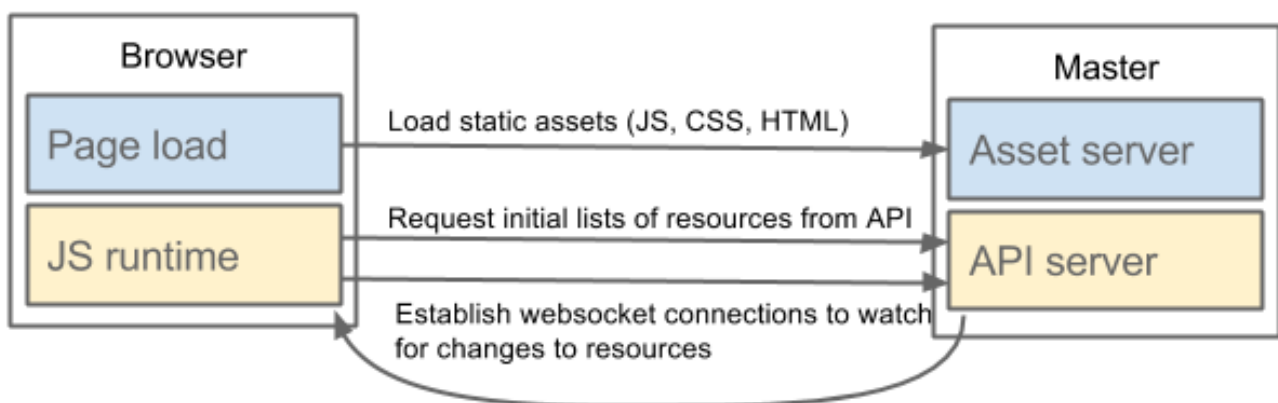 Browser
Master
Page load
Load static assets (JS, CSS, HTML)
Asset server
JS runtime
Request initial lists of resources from API
API server
Establish websocket connections to watch
for changes to resources